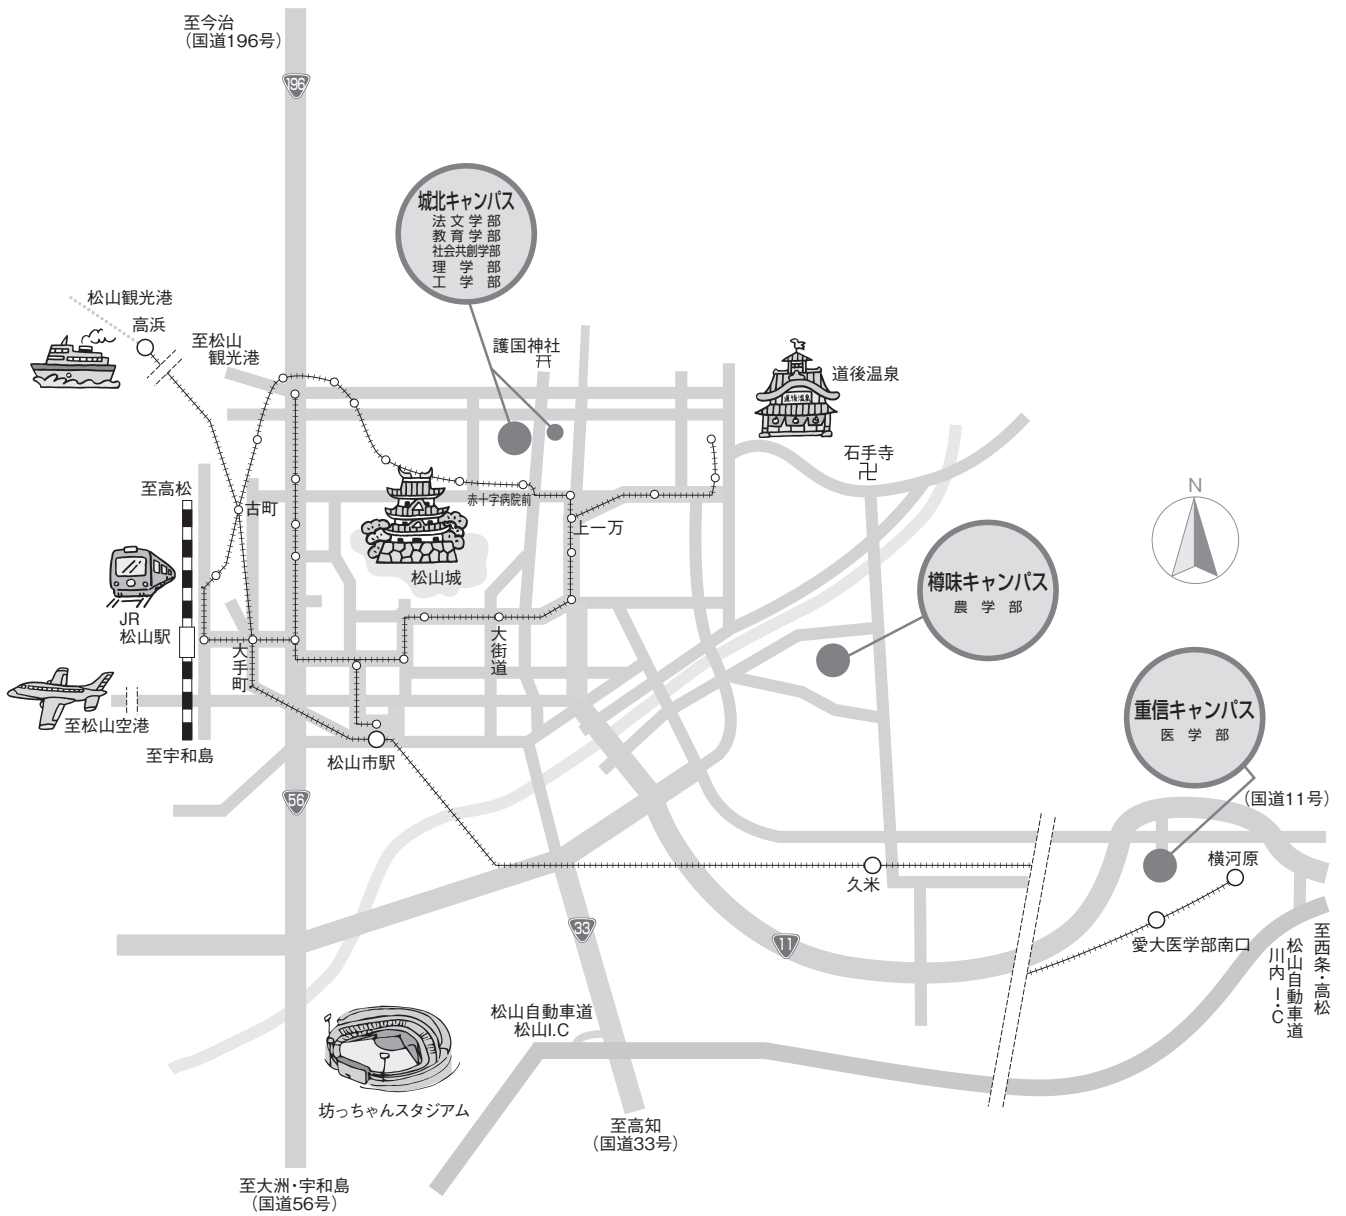 至今治
（国道196号）
196
城北キャンパス
法文学部
教育学部
社会共創学部
理学部
工学部
松山観光港
高浜
至松山
観光港
護国神社
道後温泉
道後温泉
石手寺
至高松
古町
赤十字病院前
上一万
N
松山城
樽味キャンパス
農学部
JR
松山駅
大手町
大街道
至松山空港
至宇和島
松山市駅
重信キャンパス
医学部
（国道11号）
56
久米
横河原
33
11
愛大医学部南口
至西条・高松
松山自動車道
川内I・C
松山自動車道
松山I.C
坊っちゃんスタジアム
至高知
（国道33号）
至大洲・宇和島
（国道56号）